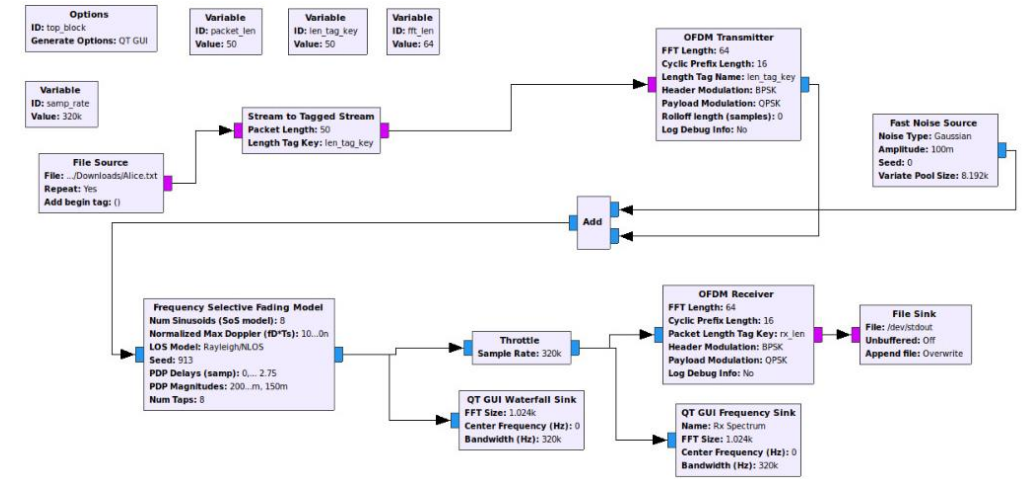 Options
ID: top_block
Generate Options: QT GUI
Variable
ID: packet_len
Value: 50
Variable
ID: len_tag_key
Value: 50
Variable
ID: fft_len
Value: 64
Variable
ID: samp_rate
Value: 320k
File Source
File: .../Downloads/Alice.txt
Repeat: Yes
Add begin tag: ()
Stream to Tagged Stream
Packet Length: 50
Length Tag Key: len_tag_key
OFDM Transmitter
FFT Length: 64
Cyclic Prefix Length: 16
Length Tag Name: len_tag_key
Header Modulation: BPSK
Payload Modulation: QPSK
Rolloff length (samples): 0
Log Debug Info: No
Fast Noise Source
Noise Type: Gaussian
Amplitude: 100m
Seed: 0
Variate Pool Size: 8.192k
Add
Frequency Selective Fading Model
Num Sinusoids (SoS model): 8
Normalized Max Doppler (fD*Ts): 10...0n
LOS Model: Rayleigh/NLOS
Seed: 913
PDP Delays (samp): 0,... 2.75
PDP Magnitudes: 200...m, 150m
Num Taps: 8
Throttle
Sample Rate: 320k
QT GUI Waterfall Sink
FFT Size: 1.024k
Center Frequency (Hz): 0
Bandwidth (Hz): 320k
OFDM Receiver
FFT Length: 64
Cyclic Prefix Length: 16
Packet Length Tag Key: rx_len
Header Modulation: BPSK
Payload Modulation: QPSK
Log Debug Info: No
File Sink
File: /dev/stdout
Unbuffered: Off
Append file: Overwrite
QT GUI Frequency Sink
Name: Rx Spectrum
FFT Size: 1.024k
Center Frequency (Hz): 0
Bandwidth (Hz): 320k